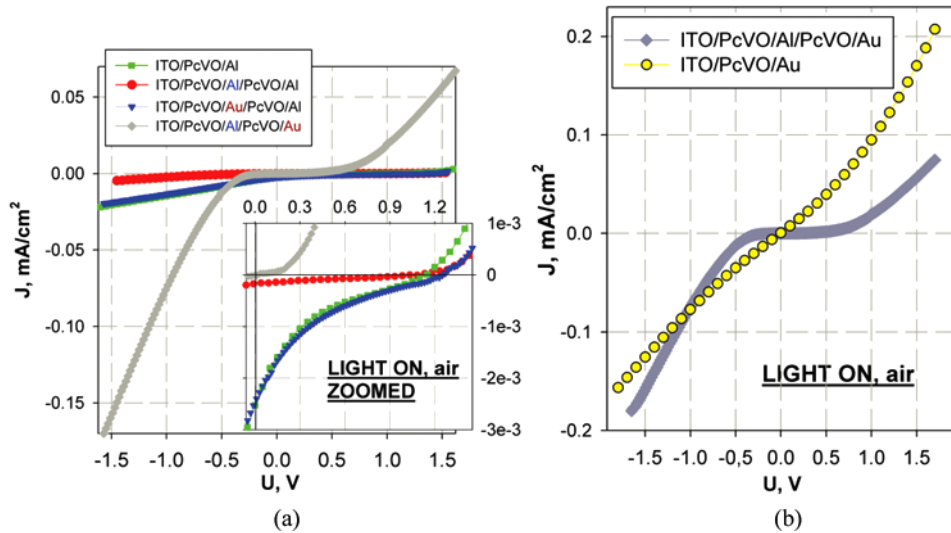 ITO/PcVO/Al
ITO/PcVO/Al/PcVO/Al
ITO/PcVO/Au/PcVO/Al
ITO/PcVO/Al/PcVO/Au
0.05
0.00
-0.05
-0.10
-0.15
J, mA/cm²
0.0 0.3 0.6 0.9 1.2
1e-3
0
-1e-3
-2e-3
-3e-3
LIGHT ON, air
ZOOMED
-1.5 -1.0 -0.5 0.0 0.5 1.0 1.5
U, V
(a)
ITO/PcVO/Al/PcVO/Au
ITO/PcVO/Au
0.2
0.1
0.0
-0.1
-0.2
J, mA/cm²
LIGHT ON, air
-1.5 -1.0 -0.5 0,0 0.5 1.0 1.5
U, V
(b)